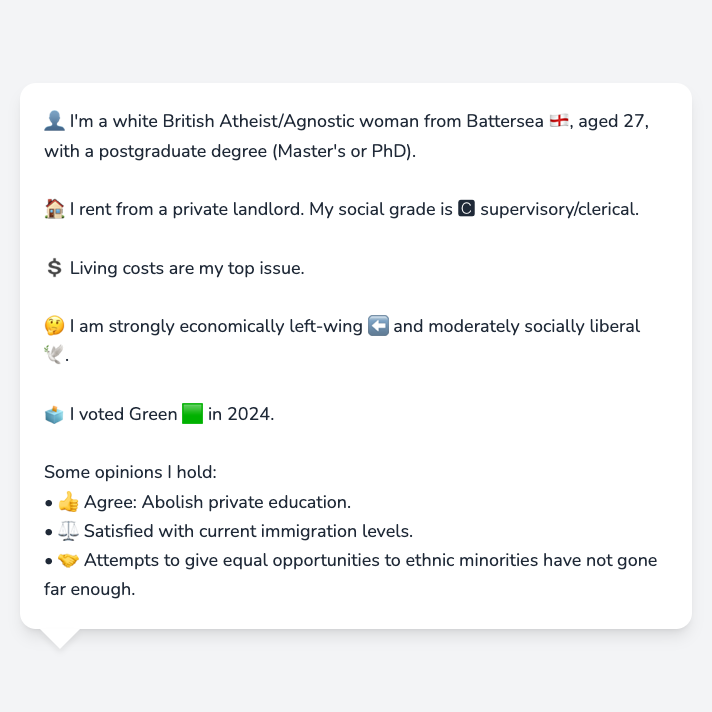 👤 I'm a white British Atheist/Agnostic woman from Battersea 🏴󠁧󠁢󠁥󠁮󠁧󠁿, aged 27,
with a postgraduate degree (Master's or PhD).
🏠 I rent from a private landlord. My social grade is 🅲 supervisory/clerical.
💲 Living costs are my top issue.
🤔 I am strongly economically left-wing ⬅️ and moderately socially liberal
🕊️.
🗳️ I voted Green 🟩 in 2024.
Some opinions I hold:
• 👍 Agree: Abolish private education.
• ⚖️ Satisfied with current immigration levels.
• 🤝 Attempts to give equal opportunities to ethnic minorities have not gone
far enough.